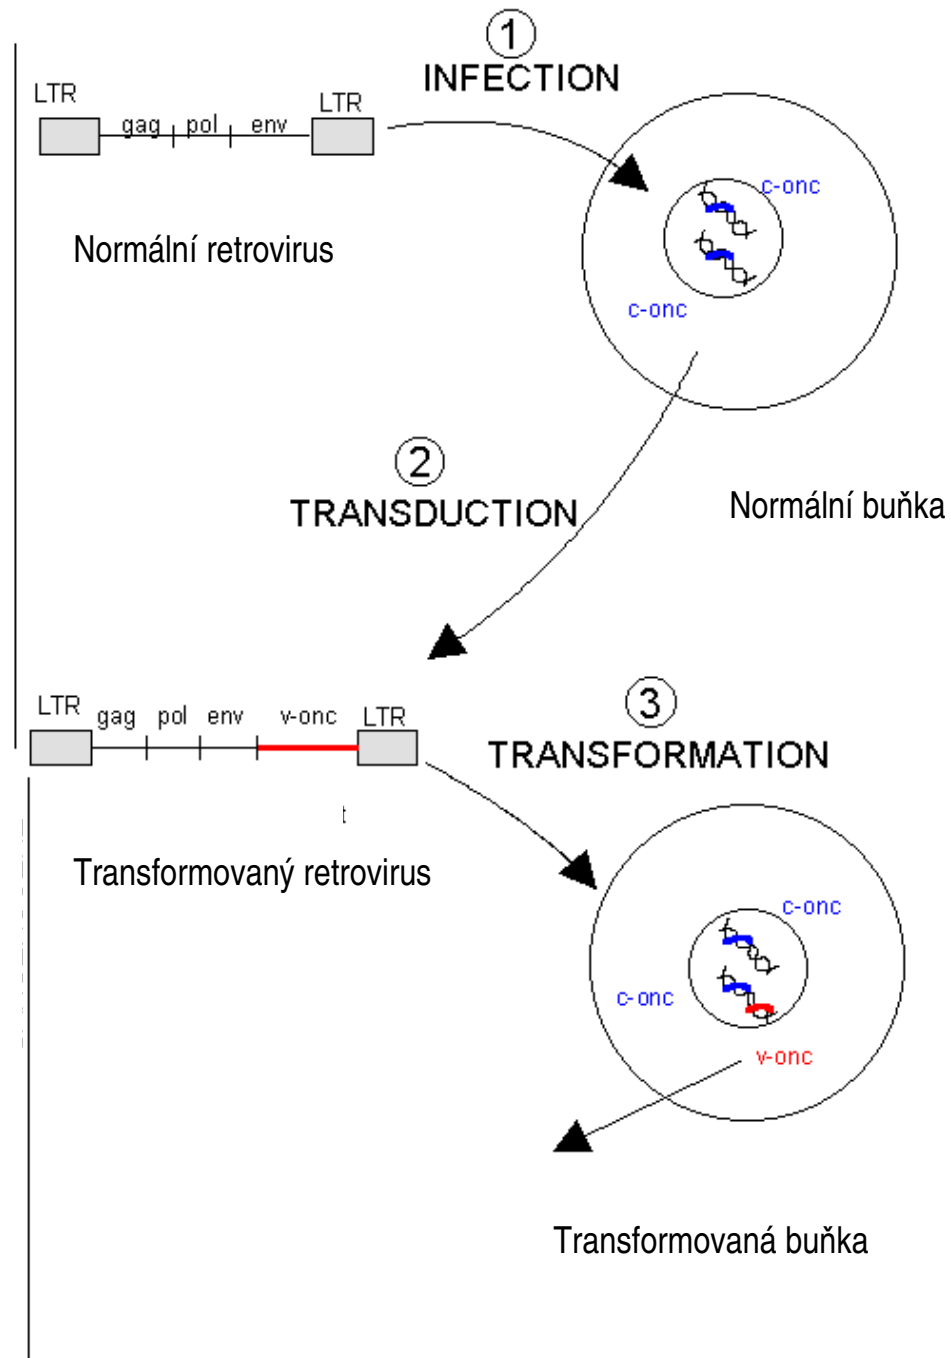 1
INFECTION
LTR
gag pol env
LTR
c-onc
Normální retrovirus
c-onc
2
TRANSDUCTION
Normální buňka
LTR
gag pol env v-onc LTR
3
TRANSFORMATION
t
Transformovaný retrovirus
c-onc
c-onc
v-onc
Transformovaná buňka